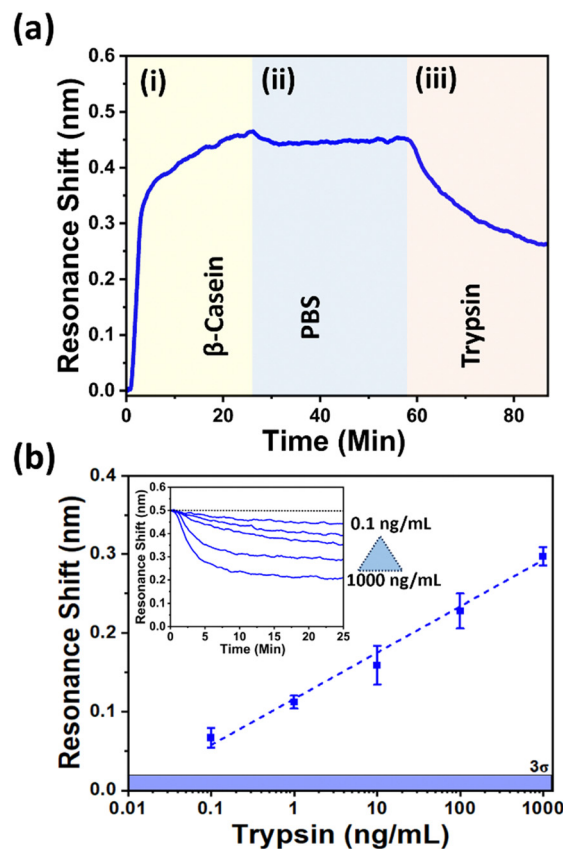 (a)
Resonance Shift (nm)
0.6
0.5
0.4
0.3
0.2
0.1
0.0
(i)
(ii)
(iii)
β-Casein
PBS
Trypsin
0
20
40
60
80
Time (Min)
(b)
Resonance Shift (nm)
0.4
0.3
0.2
0.1
0.0
Resonance Shift (nm)
0.6
0.5
0.4
0.3
0.2
0.1
0.0
0
5
10
15
20
25
Time (Min)
0.1 ng/mL
1000 ng/mL
3σ
0.01
0.1
1
10
100
1000
Trypsin (ng/mL)